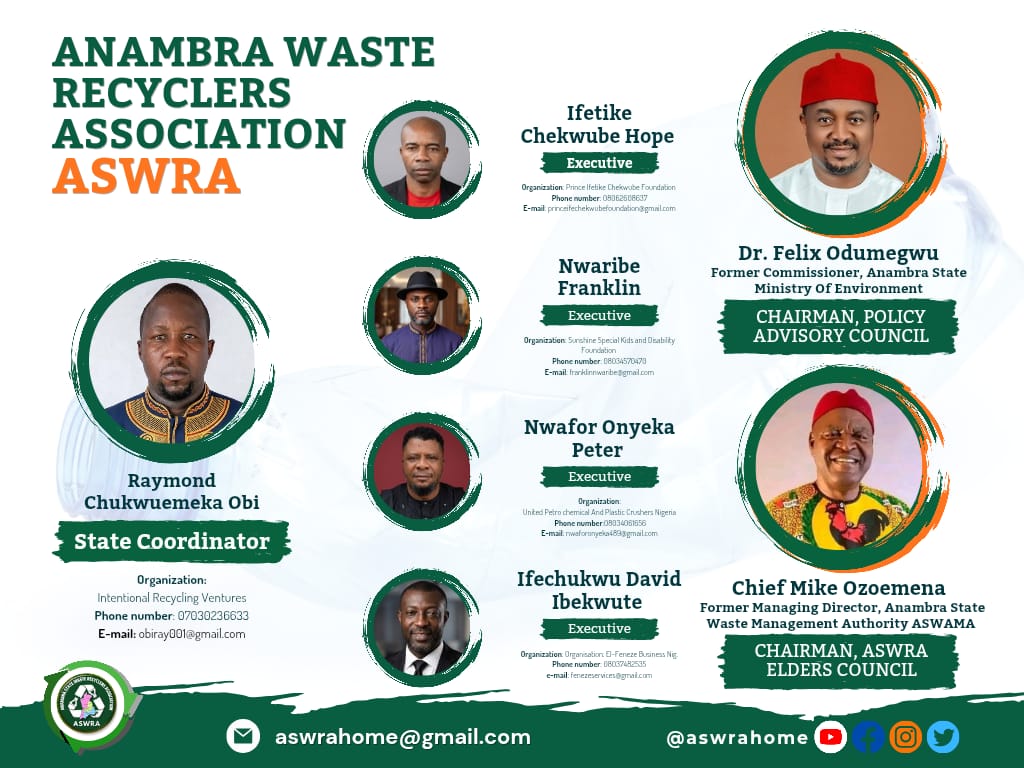 ANAMBRA WASTE
RECYCLERS
ASSOCIATION
ASWRA
Raymond
Chukwuemeka Obi
State Coordinator
Organization:
Intentional Recycling Ventures
Phone number: 07030236633
E-mail: obiray001@gmail.com
Ifetike
Chekwube Hope
Executive
Organization: Prince Ifetike Chekwube Foundation
Phone number: 08062608637
E-mail: princeifechekwubefoundation@gmail.com
Nwaribe
Franklin
Executive
Organization: Sunshine Special Kids and Disability
Foundation
Phone number: 08034570470
E-mail: franklinnwaribe@gmail.com
Nwafor Onyeka
Peter
Executive
Organization:
United Petro chemical And Plastic Crushers Nigeria
Phone number:08034061656
E-mail: nwaforonyeka489@gmail.com
Ifechukwu David
Ibekwute
Executive
Organization: Organisation: El-Feneze Business Nig.
Phone number: 08037482535
e-mail: fenezeservices@gmail.com
Dr. Felix Odumegwu
Former Commissioner, Anambra State
Ministry Of Environment
CHAIRMAN, POLICY
ADVISORY COUNCIL
Chief Mike Ozoemena
Former Managing Director, Anambra State
Waste Management Authority ASWAMA
CHAIRMAN, ASWRA
ELDERS COUNCIL
ANAMBRA STATE WASTE RECYCLERS ASSOCIATION
ASWRA
aswrahome@gmail.com
@aswrahome